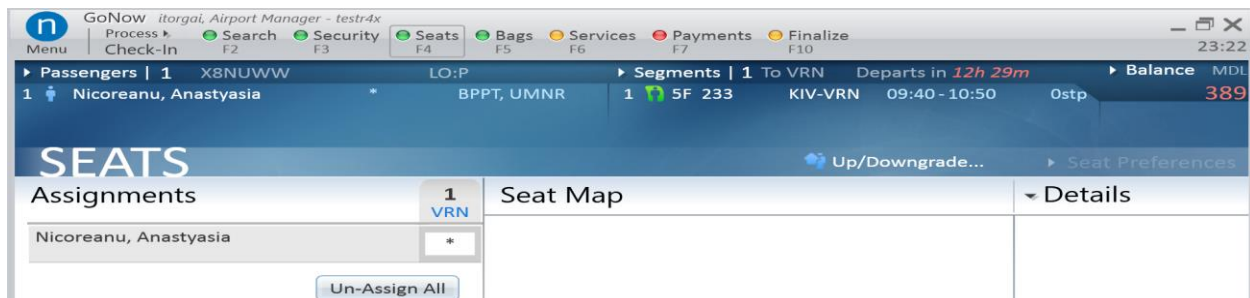 GoNow itorgai, Airport Manager - testr4x
n Process Search Security Seats Bags Services Payments Finalize
Menu Check-In F2 F3 F4 F5 F6 F7 F10 23:22
Passengers | 1 X8NUWW LO:P Segments | 1 To VRN Departs in 12h 29m Balance MDL
1 Nicoreanu, Anastyasia * BPPT, UMNR 1 5F 233 KIV-VRN 09:40-10:50 0stp 389
SEATS Up/Downgrade... Seat Preferences
Assignments 1 Seat Map Details
VRN
Nicoreanu, Anastyasia *
Un-Assign All